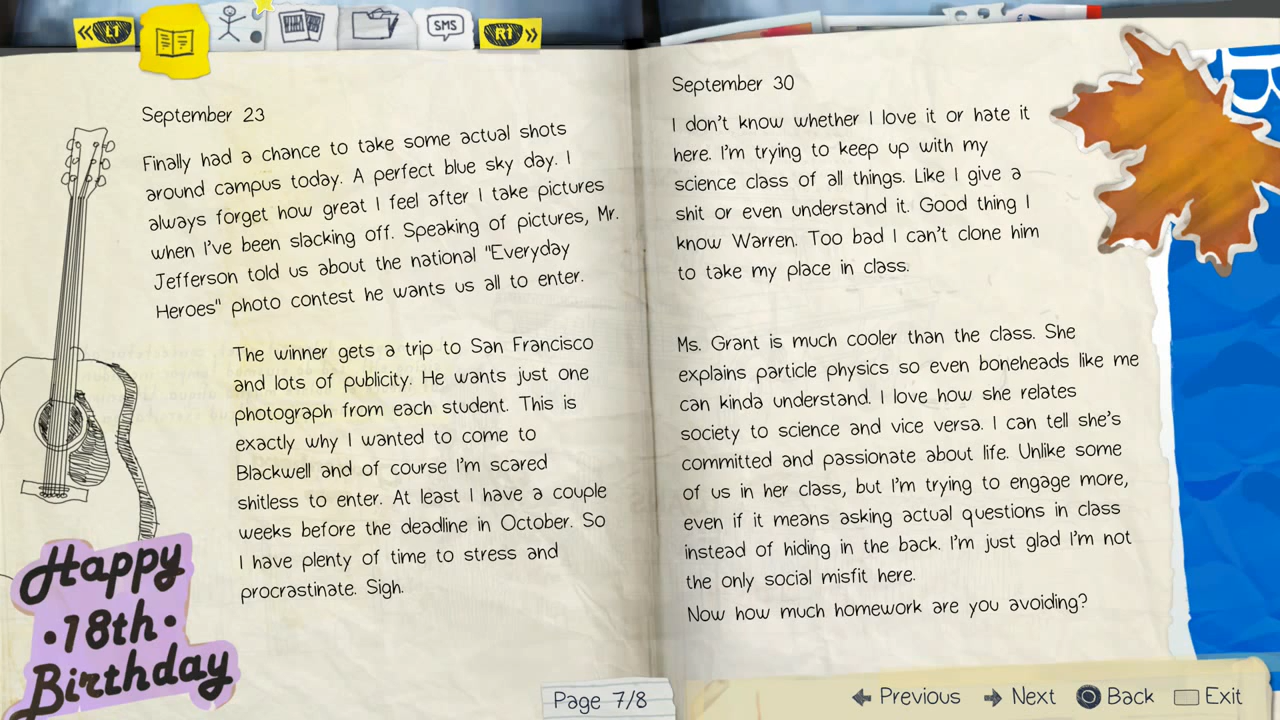 L1
SMS
R1
September 23
Finally had a chance to take some actual shots
around campus today. A perfect blue sky day. I
always forget how great I feel after I take pictures
when I've been slacking off. Speaking of pictures, Mr.
Jefferson told us about the national "Everyday
Heroes" photo contest he wants us all to enter.
The winner gets a trip to San Francisco
and lots of publicity. He wants just one
photograph from each student. This is
exactly why I wanted to come to
Blackwell and of course I'm scared
shitless to enter. At least I have a couple
weeks before the deadline in October. So
I have plenty of time to stress and
procrastinate. Sigh.
Happy
•18th•
Birthday
September 30
I don't know whether I love it or hate it
here. I'm trying to keep up with my
science class of all things. Like I give a
shit or even understand it. Good thing I
know Warren. Too bad I can't clone him
to take my place in class.
Ms. Grant is much cooler than the class. She
explains particle physics so even boneheads like me
can kinda understand. I love how she relates
society to science and vice versa. I can tell she's
committed and passionate about life. Unlike some
of us in her class, but I'm trying to engage more,
even if it means asking actual questions in class
instead of hiding in the back. I'm just glad I'm not
the only social misfit here.
Now how much homework are you avoiding?
Page 7/8
Previous
Next
Back
Exit